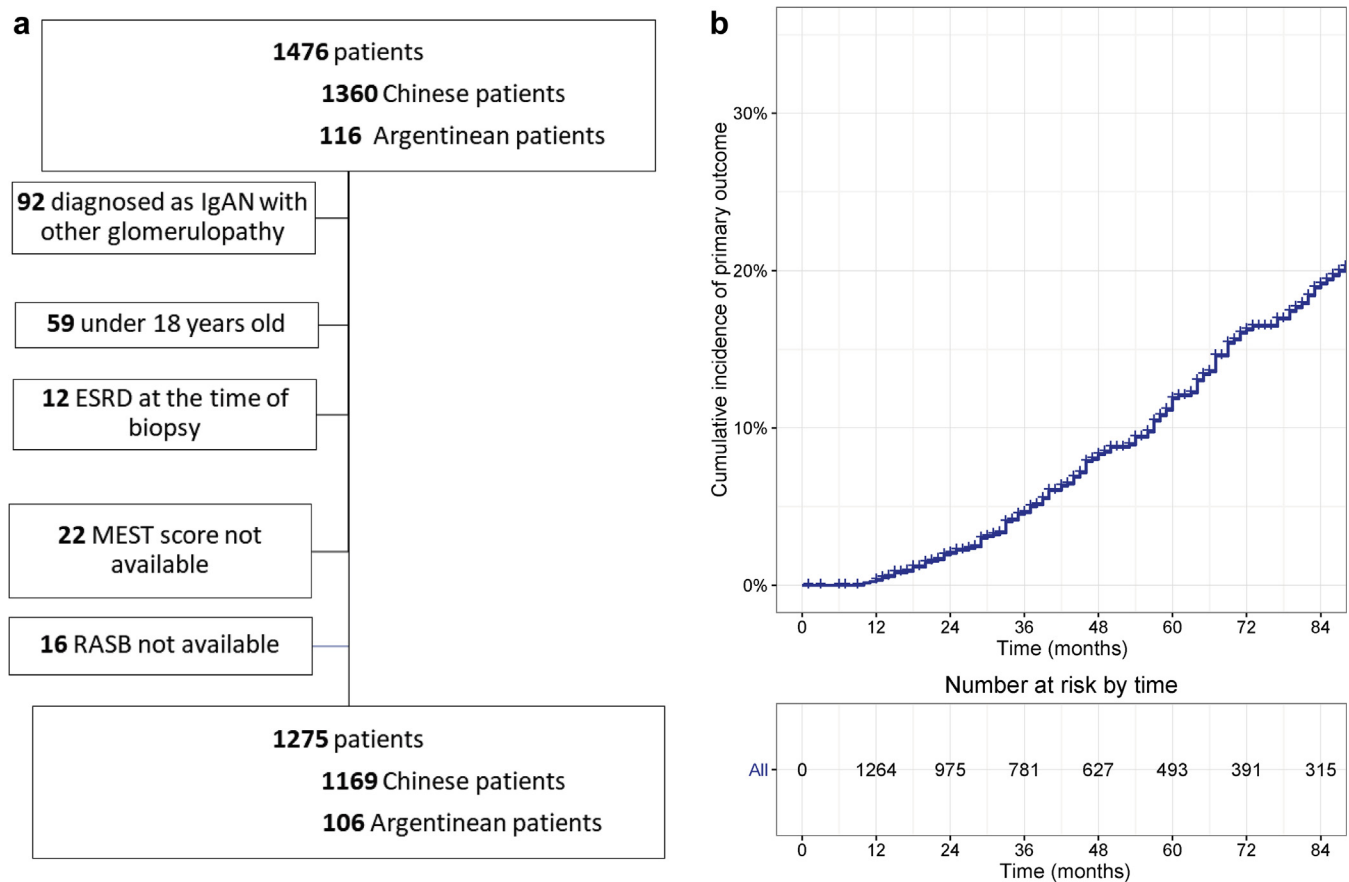 a
1476 patients
1360 Chinese patients
116 Argentinean patients
92 diagnosed as IgAN with
other glomerulopathy
59 under 18 years old
12 ESRD at the time of
biopsy
22 MEST score not
available
16 RASB not available
1275 patients
1169 Chinese patients
106 Argentinean patients
b
Cumulative incidence of primary outcome
30%
20%
10%
0%
0 12 24 36 48 60 72 84
Time (months)
Number at risk by time
All 0 1264 975 781 627 493 391 315
0 12 24 36 48 60 72 84
Time (months)